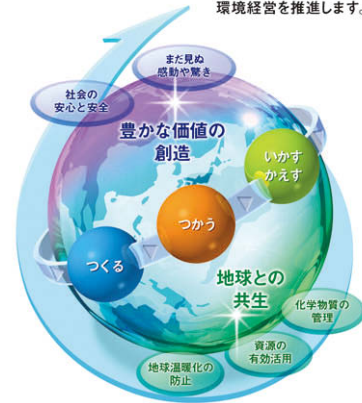 環境経営を推進します。
まだ見ぬ
感動や驚き
社会の
安心と安全
豊かな価値の
創造
いかす
かえす
つかう
つくる
地球との
共生
化学物質の
管理
資源の
有効活用
地球温暖化の
防止